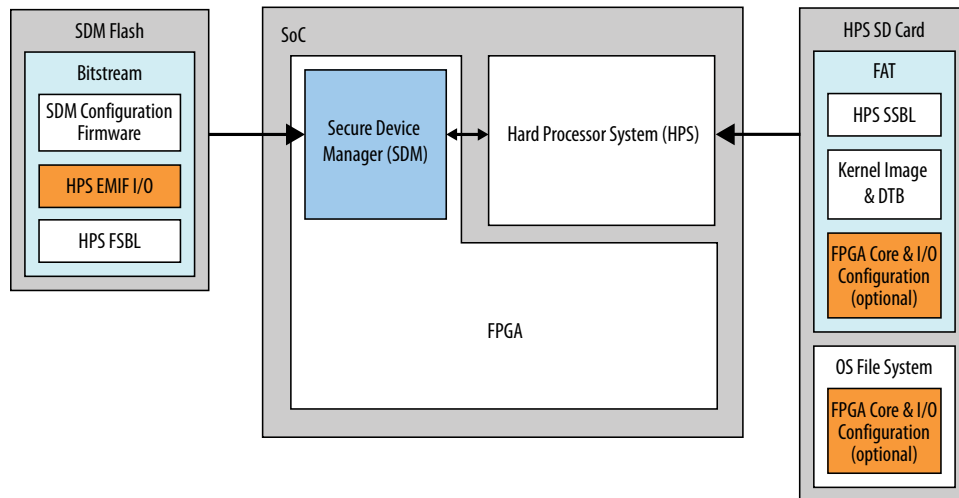 SDM Flash
Bitstream
SDM Configuration
Firmware
HPS EMIF I/O
HPS FSBL
SoC
Secure Device
Manager (SDM)
Hard Processor System (HPS)
FPGA
HPS SD Card
FAT
HPS SSBL
Kernel Image
& DTB
FPGA Core & I/O
Configuration
(optional)
OS File System
FPGA Core & I/O
Configuration
(optional)